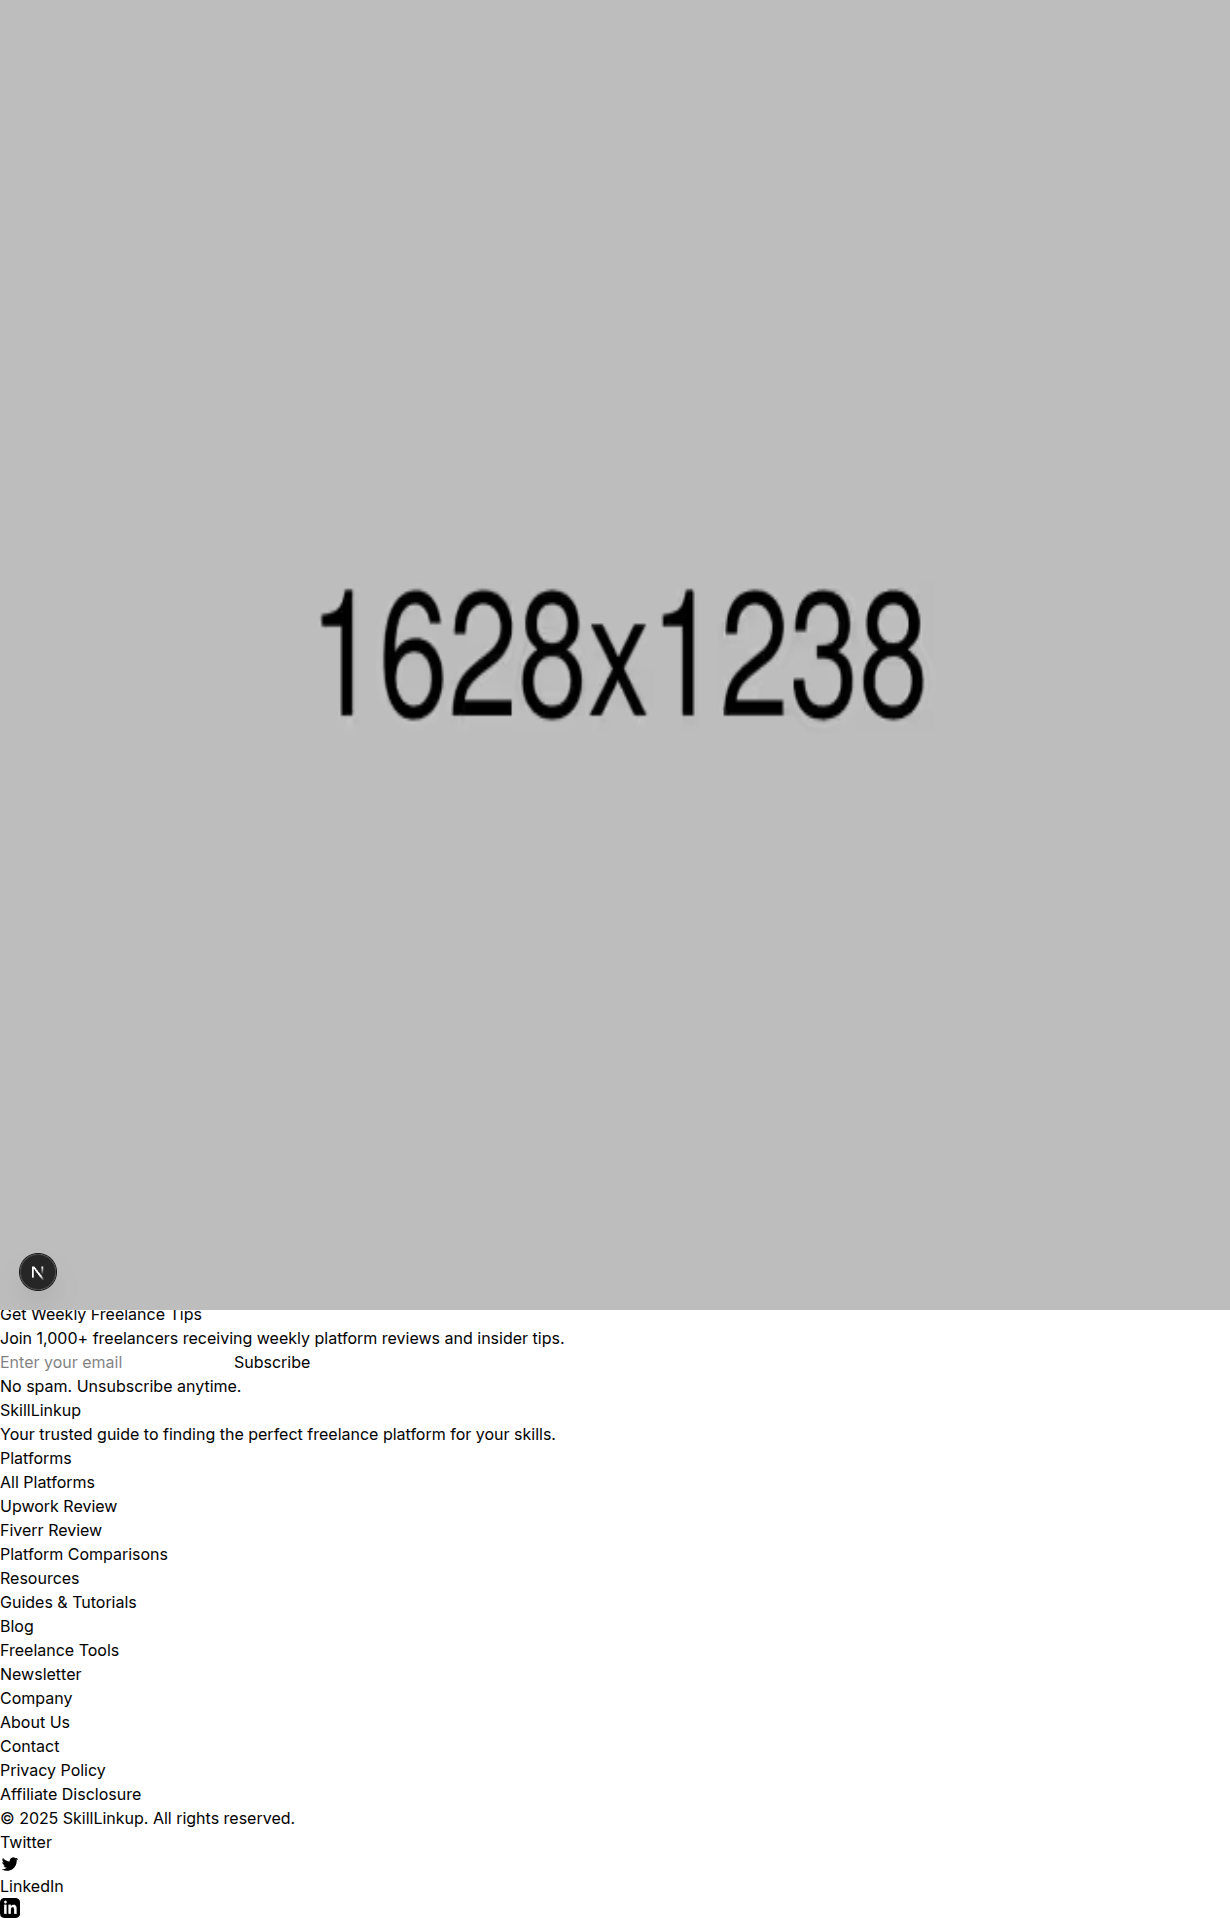 1628x1238
N
Get Weekly Freelance Tips
Join 1,000+ freelancers receiving weekly platform reviews and insider tips.
Enter your email Subscribe
No spam. Unsubscribe anytime.
SkillLinkup
Your trusted guide to finding the perfect freelance platform for your skills.
Platforms
All Platforms
Upwork Review
Fiverr Review
Platform Comparisons
Resources
Guides & Tutorials
Blog
Freelance Tools
Newsletter
Company
About Us
Contact
Privacy Policy
Affiliate Disclosure
© 2025 SkillLinkup. All rights reserved.
Twitter
LinkedIn
in